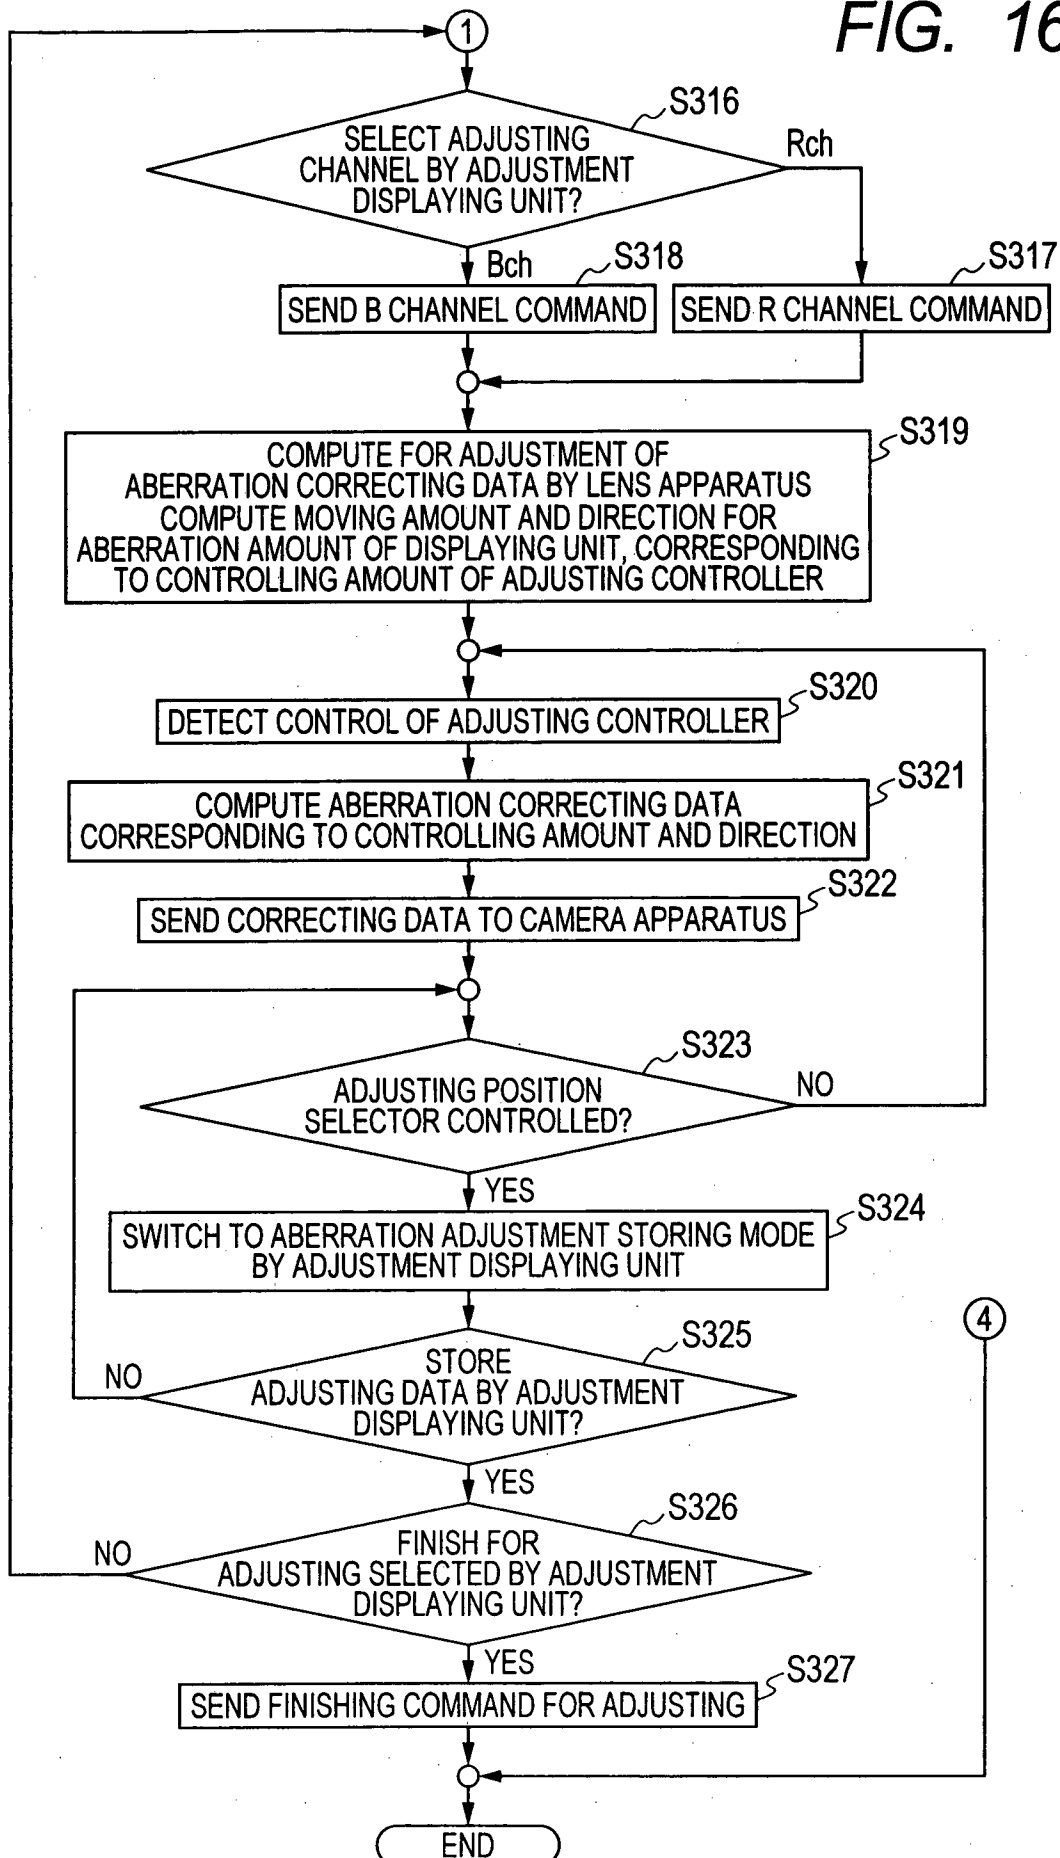 FIG. 16
1
S316
SELECT ADJUSTING
CHANNEL BY ADJUSTMENT
DISPLAYING UNIT?
Rch
Bch
S318
S317
SEND B CHANNEL COMMAND
SEND R CHANNEL COMMAND
S319
COMPUTE FOR ADJUSTMENT OF
ABERRATION CORRECTING DATA BY LENS APPARATUS
COMPUTE MOVING AMOUNT AND DIRECTION FOR
ABERRATION AMOUNT OF DISPLAYING UNIT, CORRESPONDING
TO CONTROLLING AMOUNT OF ADJUSTING CONTROLLER
S320
DETECT CONTROL OF ADJUSTING CONTROLLER
S321
COMPUTE ABERRATION CORRECTING DATA
CORRESPONDING TO CONTROLLING AMOUNT AND DIRECTION
S322
SEND CORRECTING DATA TO CAMERA APPARATUS
S323
ADJUSTING POSITION
SELECTOR CONTROLLED?
NO
YES
S324
SWITCH TO ABERRATION ADJUSTMENT STORING MODE
BY ADJUSTMENT DISPLAYING UNIT
4
S325
STORE
ADJUSTING DATA BY ADJUSTMENT
DISPLAYING UNIT?
NO
YES
S326
FINISH FOR
ADJUSTING SELECTED BY ADJUSTMENT
DISPLAYING UNIT?
NO
YES
S327
SEND FINISHING COMMAND FOR ADJUSTING
END